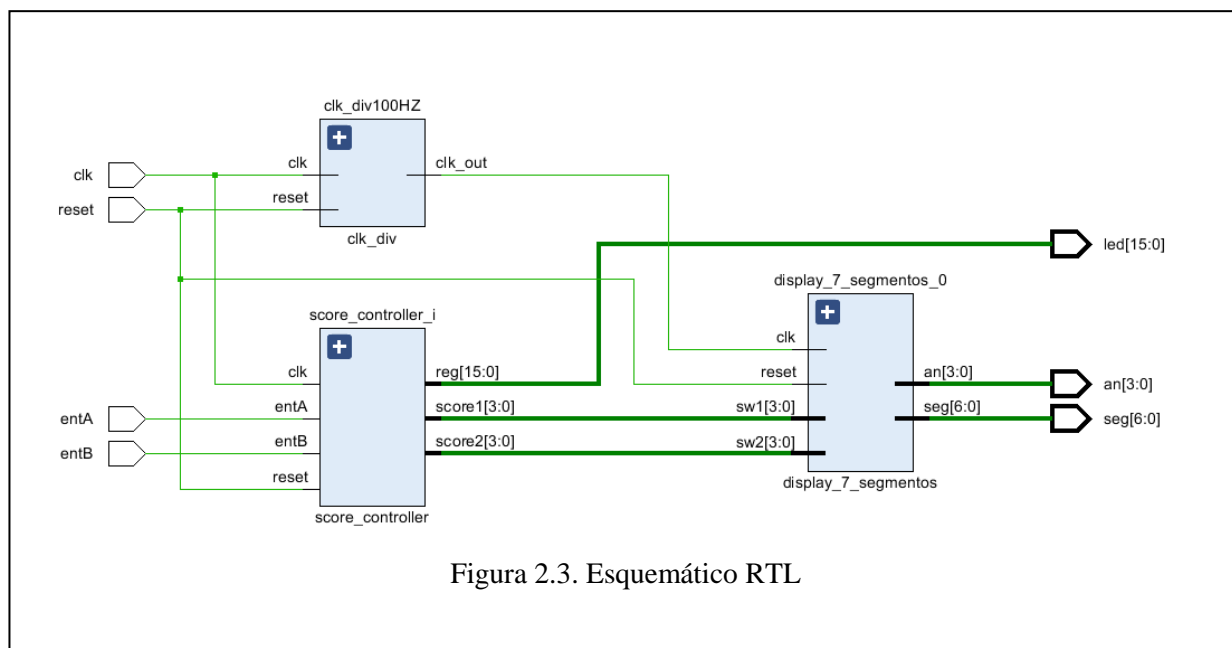 clk_div100HZ
clk
clk_out
clk
reset
reset
clk_div
led[15:0]
display_7_segmentos_0
score_controller_i
clk
clk
reg[15:0]
reset
an[3:0]
an[3:0]
entA
entA
score1[3:0]
sw1[3:0]
seg[6:0]
seg[6:0]
entB
entB
score2[3:0]
sw2[3:0]
reset
display_7_segmentos
score_controller
Figura 2.3. Esquemático RTL